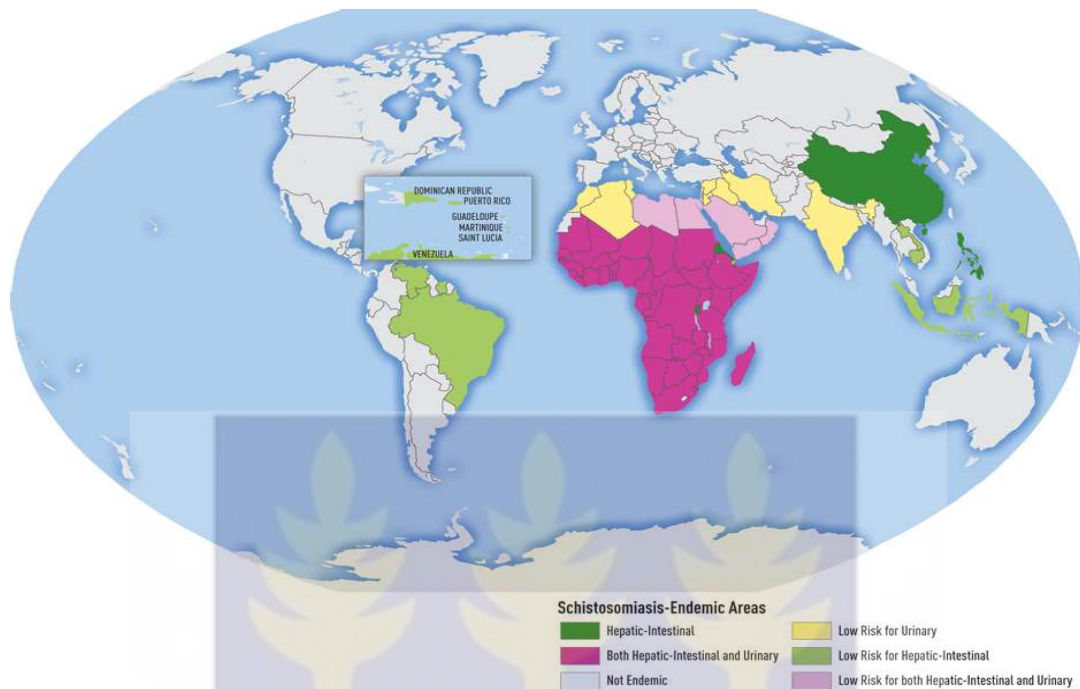 DOMINICAN REPUBLIC
PUERTO RICO
GUADELOUPE
MARTINIQUE
SAINT LUCIA
VENEZUELA
Schistosomiasis-Endemic Areas
Hepatic-Intestinal
Both Hepatic-Intestinal and Urinary
Not Endemic
Low Risk for Urinary
Low Risk for Hepatic-Intestinal
Low Risk for both Hepatic-Intestinal and Urinary